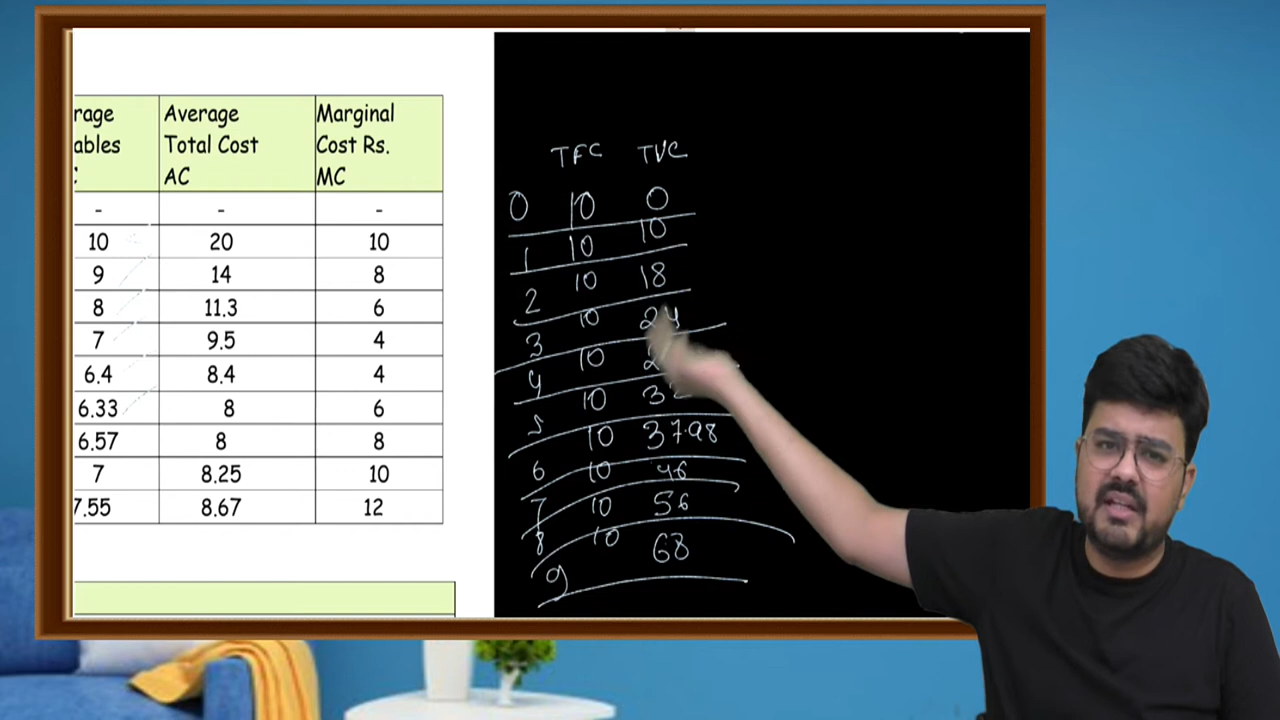 rage Average Marginal
ables Total Cost Cost Rs.
AC MC
- - -
10 20 10
9 14 8
8 11.3 6
7 9.5 4
6.4 8.4 4
6.33 8 6
6.57 8 8
7 8.25 10
7.55 8.67 12
TFC TVC
0 10 0
1 10 10
2 10 18
3 10 24
4 10
5 10
6 10 37.98
7 10 46
8 10 56
9 68